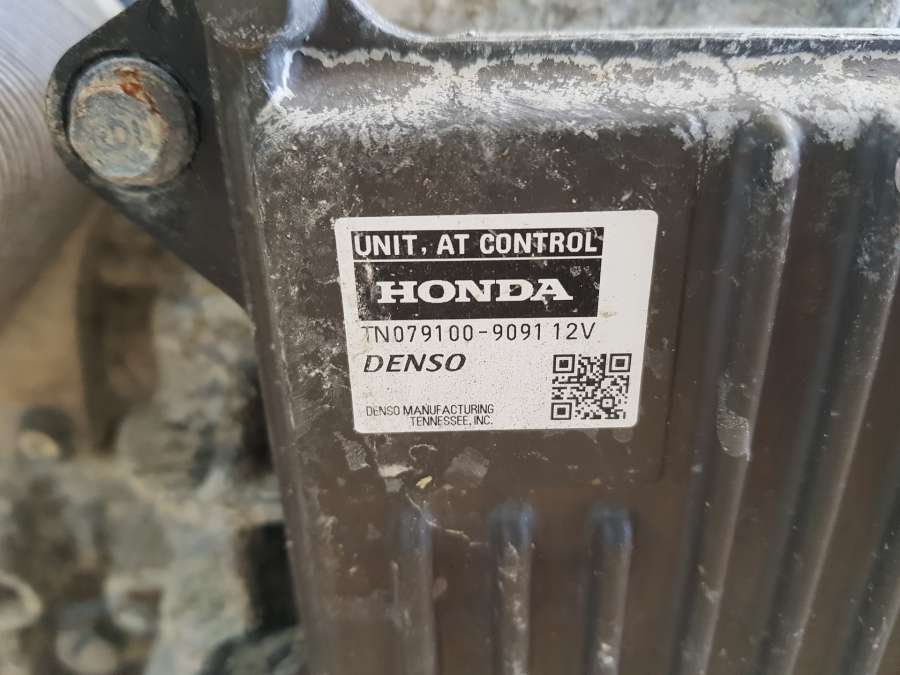 UNIT, AT CONTROL
HONDA
TN079100-9091 12V
DENSO
DENSO MANUFACTURING
TENNESSEE, INC.